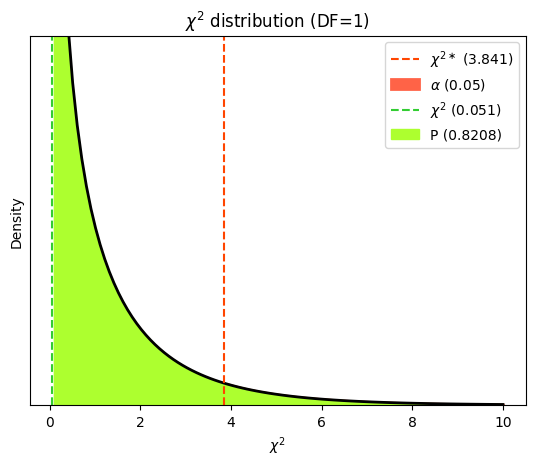 χ² distribution (DF=1)
χ²* (3.841)
α (0.05)
χ² (0.051)
P (0.8208)
Density
0 2 4 6 8 10
χ²